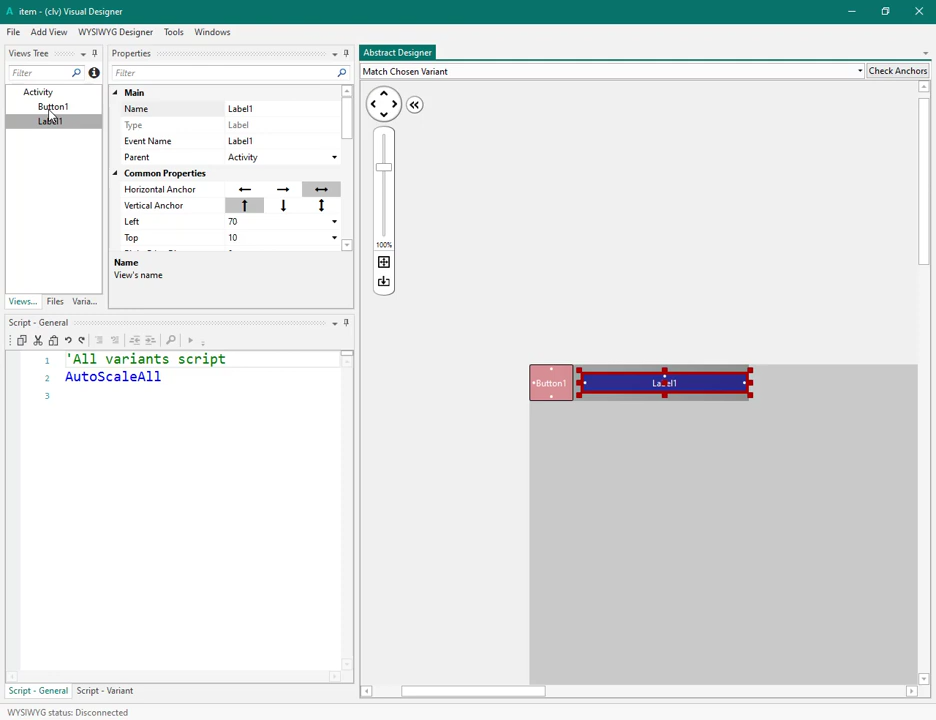 item - (clv) Visual Designer
File Add View WYSIWYG Designer Tools Windows
Views Tree
Filter
Activity
Button1
Label1
Views... Files Varia...
Properties
Filter
Main
Name Label1
Type Label
Event Name Label1
Parent Activity
Common Properties
Horizontal Anchor
Vertical Anchor
Left 70
Top 10
Name
View's name
Script - General
1 'All variants script
2 AutoScaleAll
3
Script - General Script - Variant
Abstract Designer
Match Chosen Variant Check Anchors
100%
Button1 Label1
WYSIWYG status: Disconnected